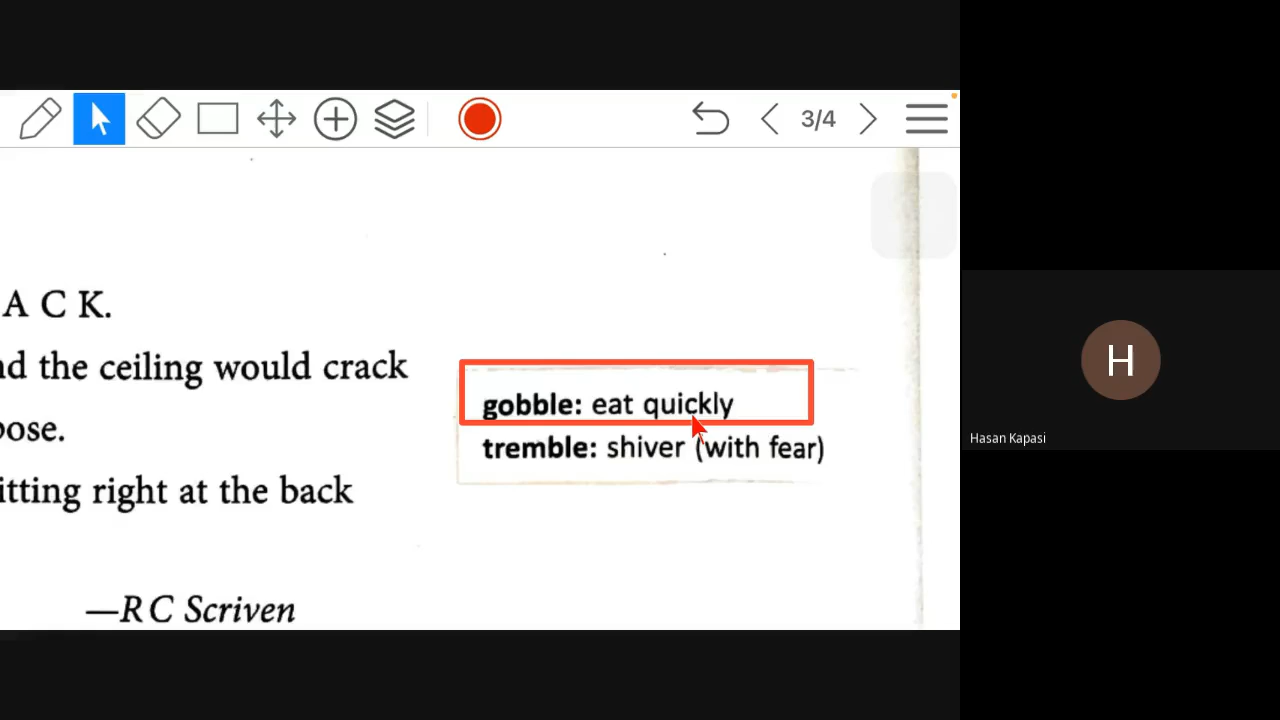 3/4
A C K.
nd the ceiling would crack
oose.
itting right at the back
—R C Scriven
gobble: eat quickly
tremble: shiver (with fear)
H
Hasan Kapasi